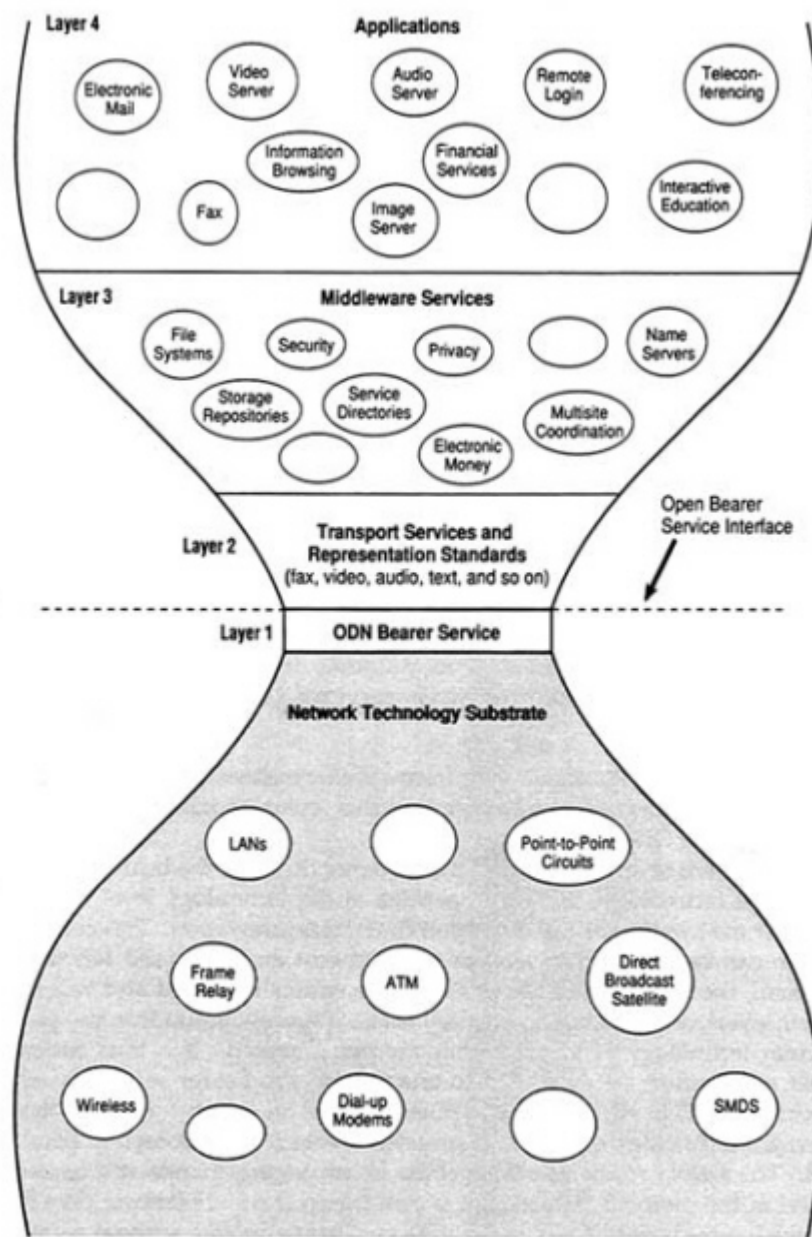 Layer 4
Applications
Electronic
Mail
Video
Server
Audio
Server
Remote
Login
Telecon-
ferencing
Information
Browsing
Financial
Services
Fax
Image
Server
Interactive
Education
Layer 3
Middleware Services
File
Systems
Security
Privacy
Name
Servers
Storage
Repositories
Service
Directories
Multisite
Coordination
Electronic
Money
Open Bearer
Service Interface
Layer 2
Transport Services and
Representation Standards
(fax, video, audio, text, and so on)
Layer 1
ODN Bearer Service
Network Technology Substrate
LANs
Point-to-Point
Circuits
Frame
Relay
ATM
Direct
Broadcast
Satellite
Wireless
Dial-up
Modems
SMDS